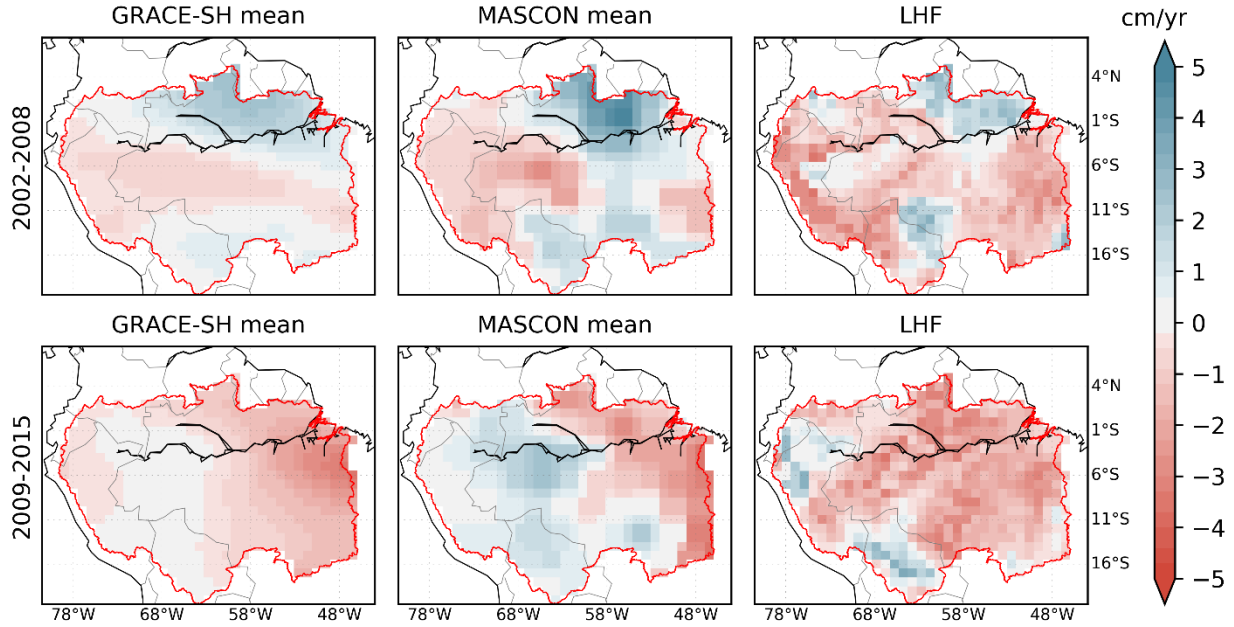 GRACE-SH mean MASCON mean LHF cm/yr
2002-2008
4°N
1°S
6°S
11°S
16°S
GRACE-SH mean MASCON mean LHF
2009-2015
4°N
1°S
6°S
11°S
16°S
78°W 68°W 58°W 48°W 78°W 68°W 58°W 48°W 78°W 68°W 58°W 48°W
5
4
3
2
1
0
−1
−2
−3
−4
−5